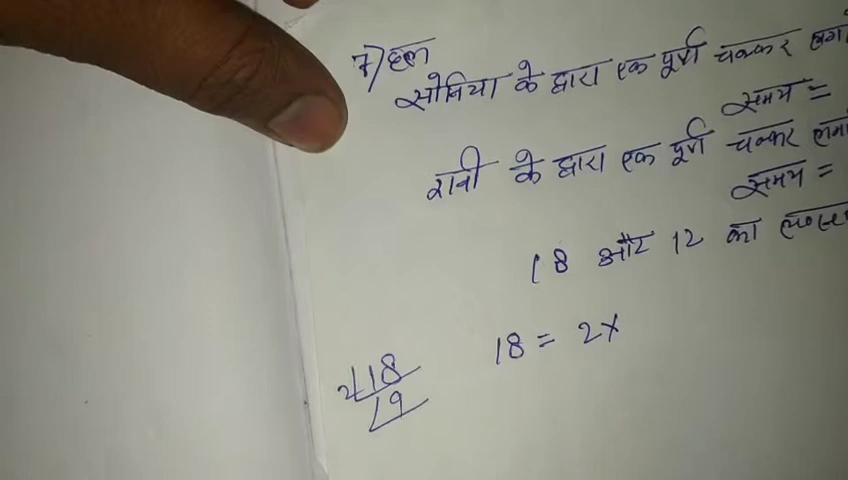 7) हल
सोनिया के द्वारा एक पूर्ण चक्कर
समय =
रावी के द्वारा एक पूर्ण चक्कर
समय =
18 और 12 का
18 = 2×
2 18
9